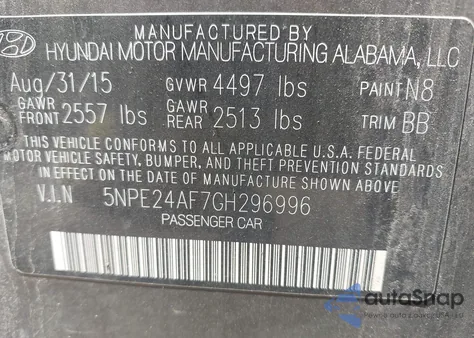 MANUFACTURED BY
HYUNDAI MOTOR MANUFACTURING ALABAMA, LLC
Aug/31/15 GVWR 4497 lbs PAINT N8
GAWR FRONT 2557 lbs GAWR REAR 2513 lbs TRIM BB
THIS VEHICLE CONFORMS TO ALL APPLICABLE U.S.A. FEDERAL
MOTOR VEHICLE SAFETY, BUMPER, AND THEFT PREVENTION STANDARDS
IN EFFECT ON THE DATE OF MANUFACTURE SHOWN ABOVE.
V.I.N 5NPE24AF7GH296996
PASSENGER CAR
autoSnap